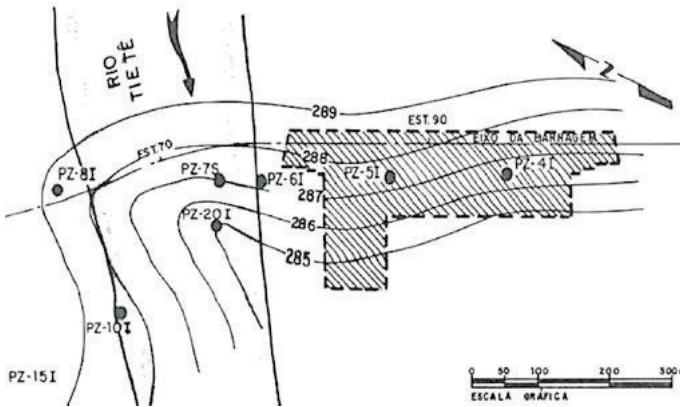 RIO
TIETÊ
N
289
EST. 90
EST.70
EIXO DA BARRAGEM
288
PZ-8I
PZ-7S
PZ-6I
PZ-5I
PZ-4I
287
PZ-20I
286
285
PZ-10I
PZ-15I
0 50 100 200 300
ESCALA GRÁFICA